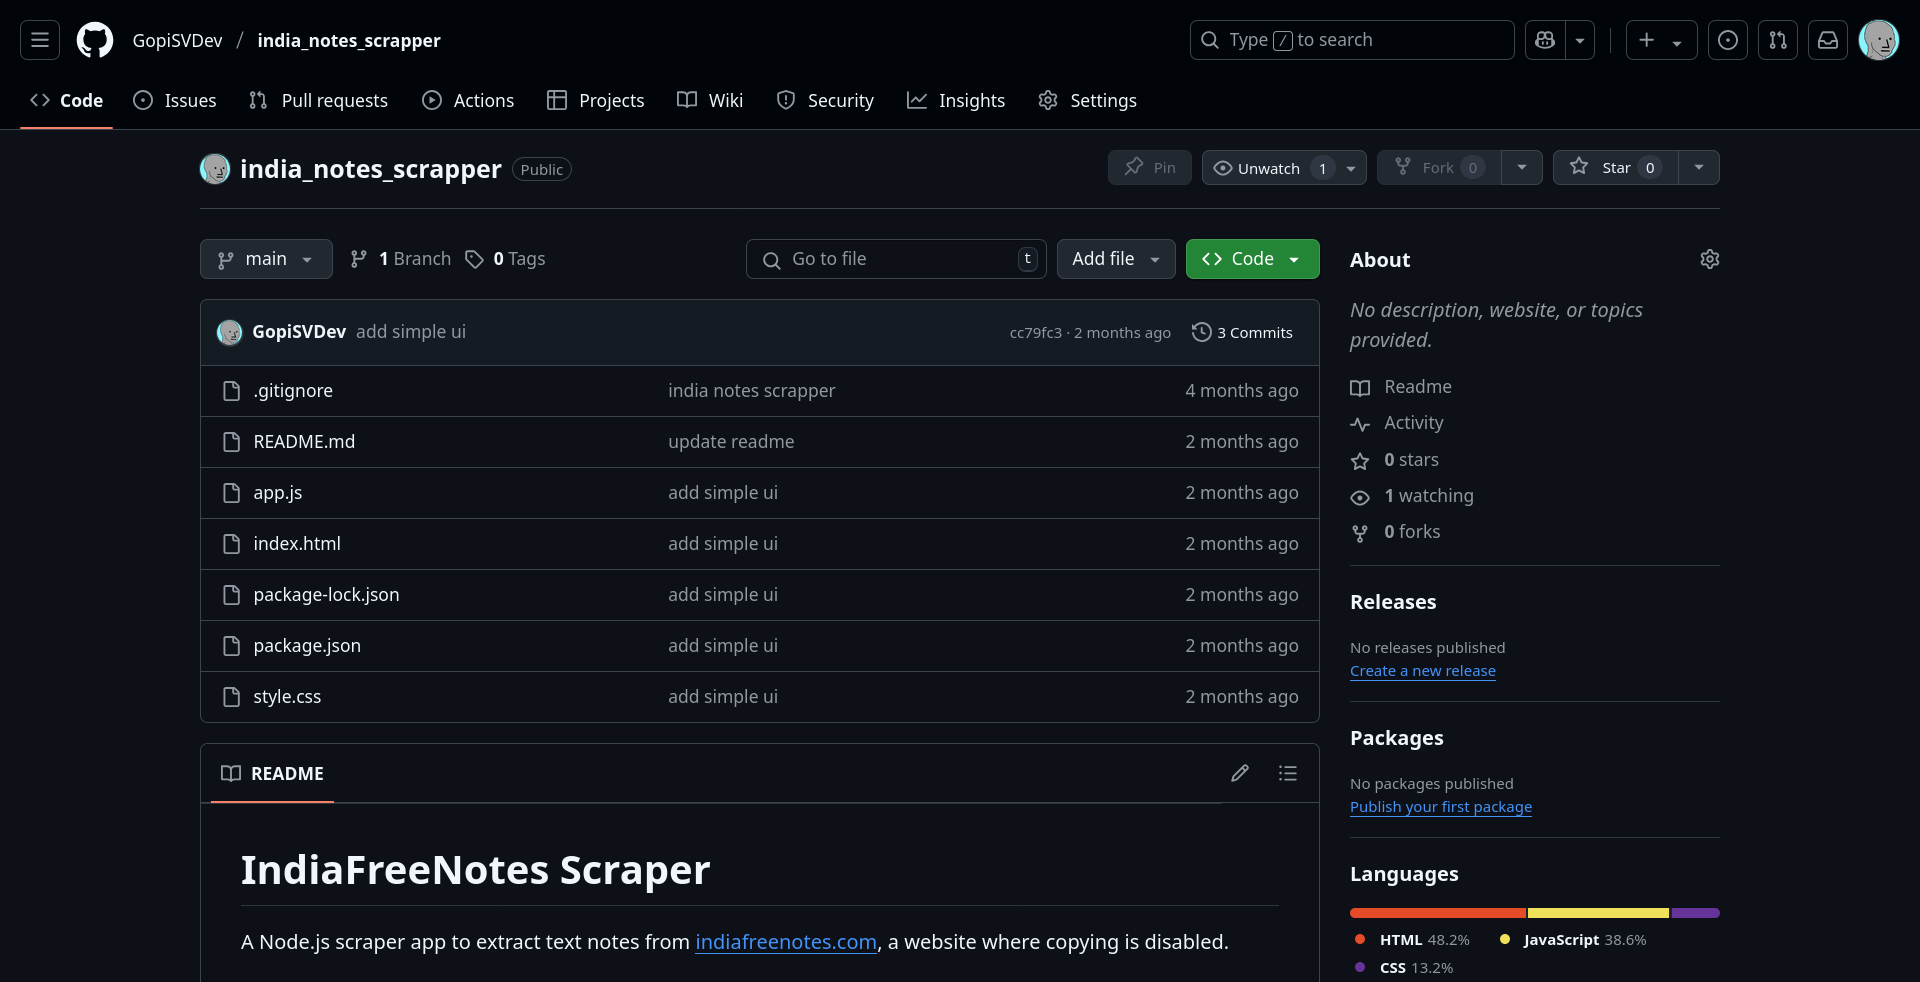 GopiSVDev / india_notes_scrapper
Type / to search
Code Issues Pull requests Actions Projects Wiki Security Insights Settings
india_notes_scrapper Public
Pin Unwatch 1 Fork 0 Star 0
main 1 Branch 0 Tags Go to file t Add file Code
GopiSVDev add simple ui cc79fc3 · 2 months ago 3 Commits
.gitignore india notes scrapper 4 months ago
README.md update readme 2 months ago
app.js add simple ui 2 months ago
index.html add simple ui 2 months ago
package-lock.json add simple ui 2 months ago
package.json add simple ui 2 months ago
style.css add simple ui 2 months ago
README
IndiaFreeNotes Scraper
A Node.js scraper app to extract text notes from indiafreenotes.com, a website where copying is disabled.
About
No description, website, or topics
provided.
Readme
Activity
0 stars
1 watching
0 forks
Releases
No releases published
Create a new release
Packages
No packages published
Publish your first package
Languages
HTML 48.2% JavaScript 38.6%
CSS 13.2%